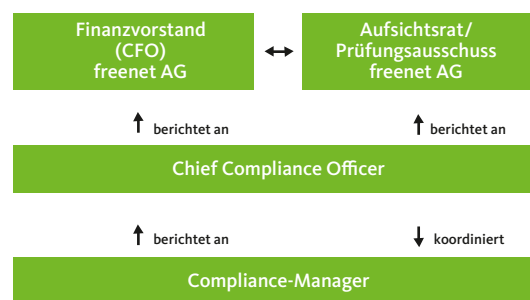 Finanzvorstand
(CFO)
freenet AG
Aufsichtsrat/
Prüfungsausschuss
freenet AG
berichtet an
berichtet an
Chief Compliance Officer
berichtet an
koordiniert
Compliance-Manager